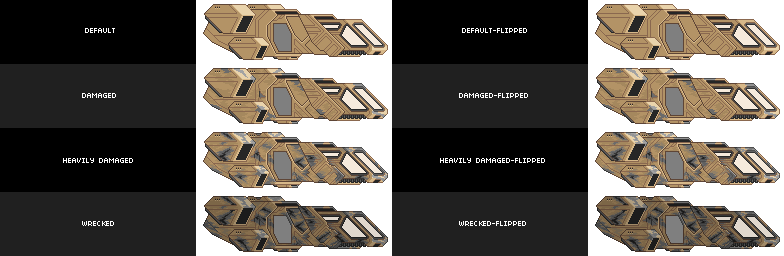 DEFAULT
DEFAULT-FLIPPED
DAMAGED
DAMAGED-FLIPPED
HEAVILY DAMAGED
HEAVILY DAMAGED-FLIPPED
WRECKED
WRECKED-FLIPPED